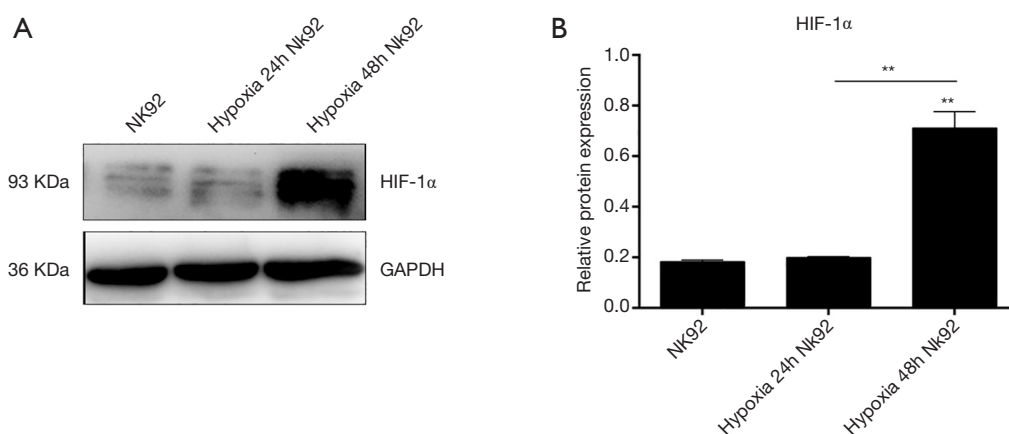 A
NK92
Hypoxia 24h Nk92
Hypoxia 48h Nk92
93 KDa
HIF-1α
36 KDa
GAPDH
B
HIF-1α
Relative protein expression
1.0
0.8
0.6
0.4
0.2
0.0
**
**
NK92
Hypoxia 24h Nk92
Hypoxia 48h Nk92